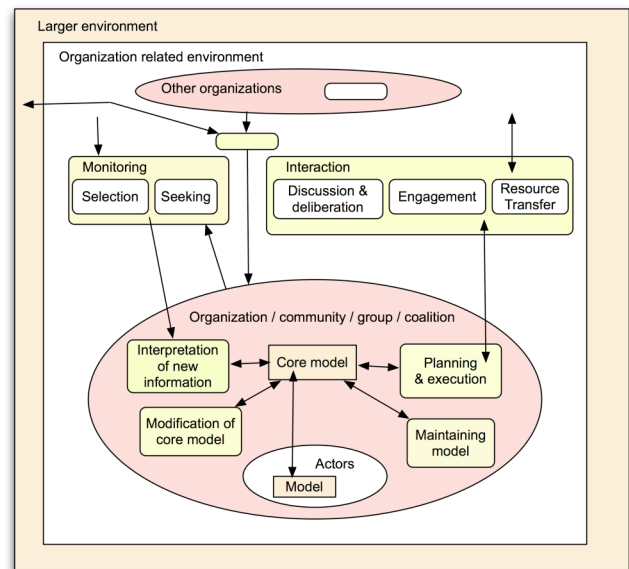 Larger environment
Organization related environment
Other organizations
Monitoring
Selection
Seeking
Interaction
Discussion &
deliberation
Engagement
Resource
Transfer
Organization / community / group / coalition
Interpretation
of new
information
Core model
Planning
& execution
Modification of
core model
Maintaining
model
Actors
Model